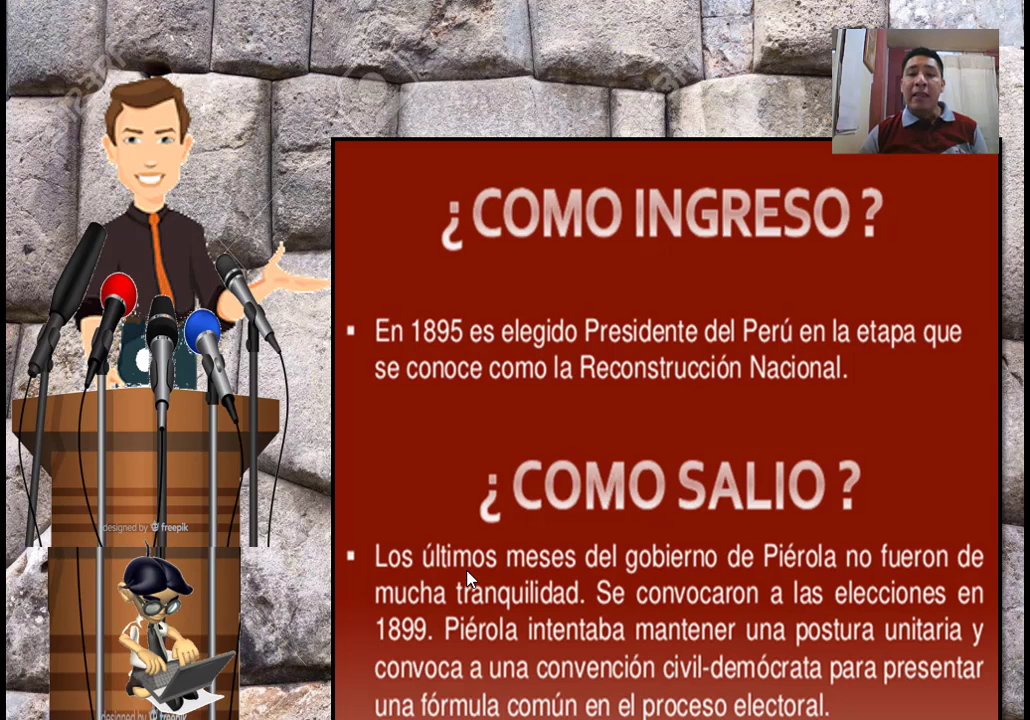 ¿ COMO INGRESO ?
▪ En 1895 es elegido Presidente del Perú en la etapa que
se conoce como la Reconstrucción Nacional.
¿ COMO SALIO ?
▪ Los últimos meses del gobierno de Piérola no fueron de
mucha tranquilidad. Se convocaron a las elecciones en
1899. Piérola intentaba mantener una postura unitaria y
convoca a una convención civil-demócrata para presentar
una fórmula común en el proceso electoral.
designed by freepik
designed by freepik